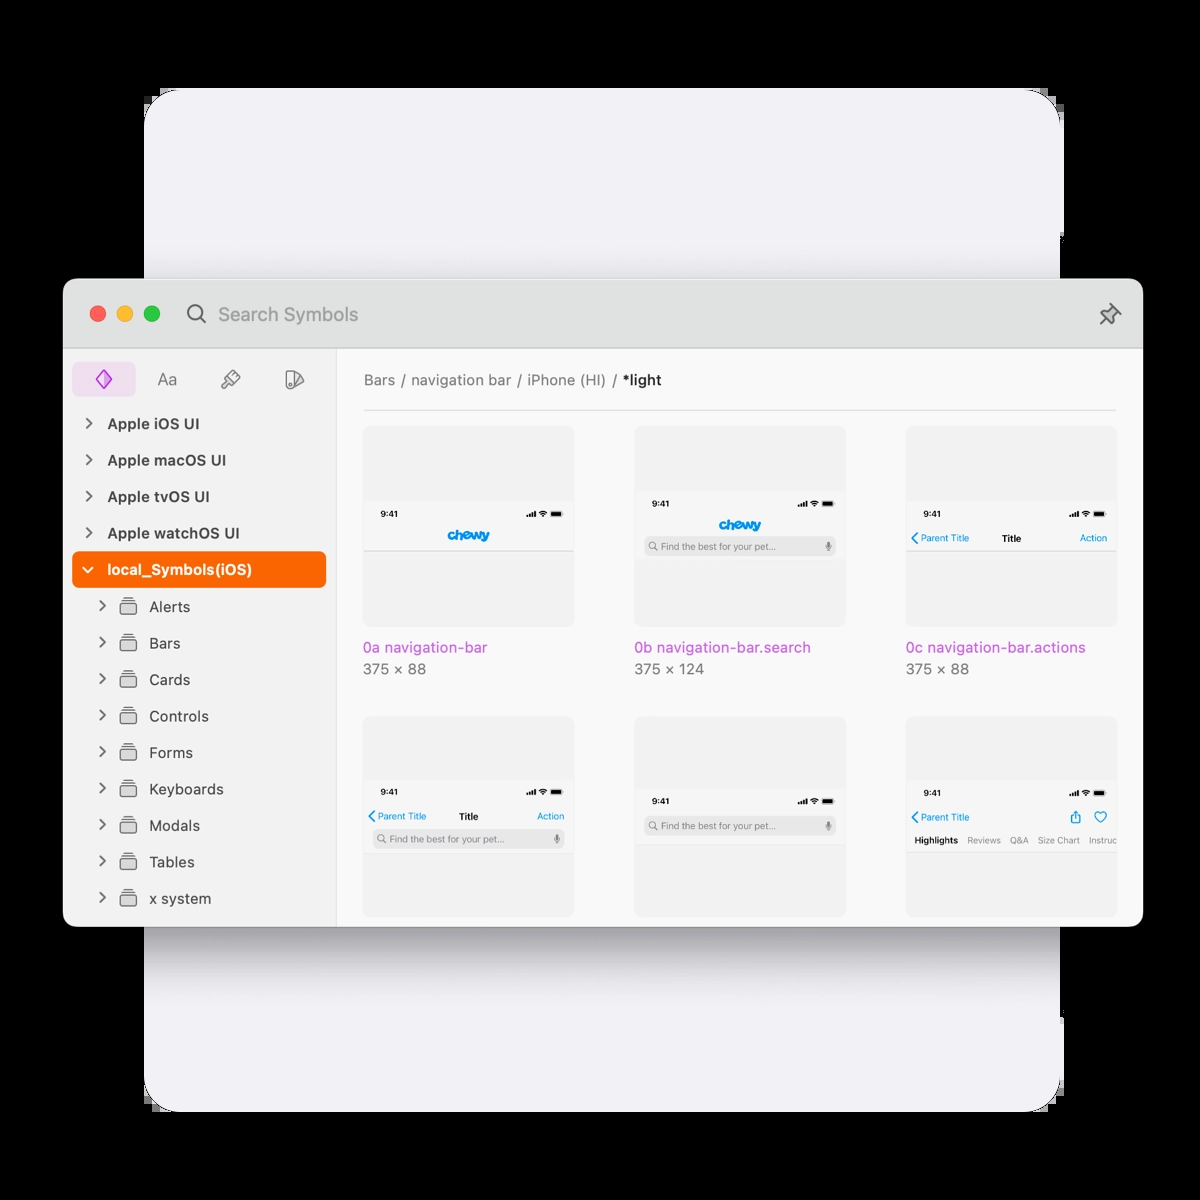 Search Symbols
Aa
Apple iOS UI
Apple macOS UI
Apple tvOS UI
Apple watchOS UI
local_Symbols(iOS)
Alerts
Bars
Cards
Controls
Forms
Keyboards
Modals
Tables
x system
Bars / navigation bar / iPhone (HI) / *light
9:41
chewy
0a navigation-bar
375 × 88
9:41
chewy
Find the best for your pet...
0b navigation-bar.search
375 × 124
9:41
Parent Title Title Action
0c navigation-bar.actions
375 × 88
9:41
Parent Title Title Action
Find the best for your pet...
9:41
Find the best for your pet...
9:41
Parent Title
Highlights Reviews Q&A Size Chart Instruc